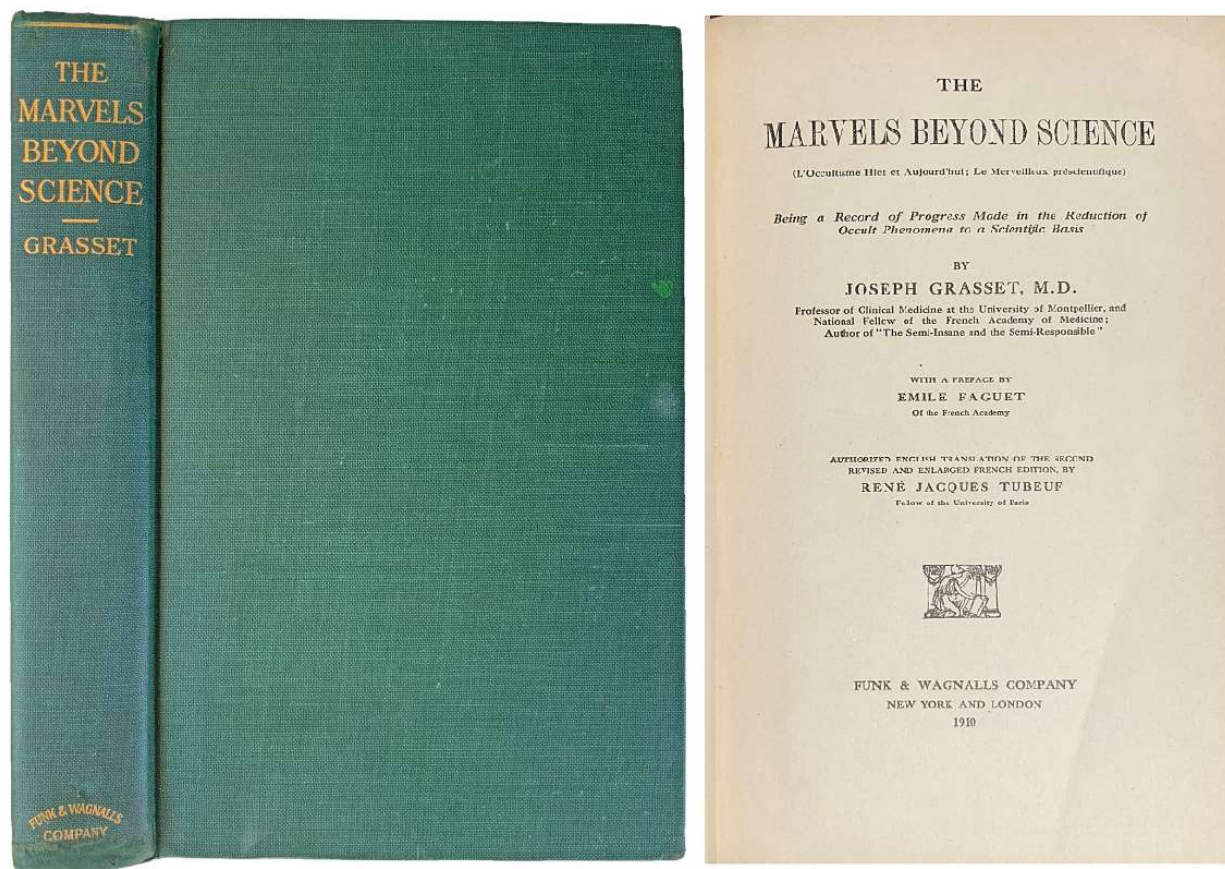 THE
MARVELS
BEYOND
SCIENCE
GRASSET
FUNK & WAGNALLS
COMPANY
THE
MARVELS BEYOND SCIENCE
(L'Occultisme Hier et Aujourd'hui; Le Merveilleux préscientifique)
Being a Record of Progress Made in the Reduction of
Occult Phenomena to a Scientific Basis
BY
JOSEPH GRASSET, M.D.
Professor of Clinical Medicine at the University of Montpellier, and
National Fellow of the French Academy of Medicine;
Author of "The Semi-Insane and the Semi-Responsible"
WITH A PREFACE BY
EMILE FAGUET
Of the French Academy
AUTHORIZED ENGLISH TRANSLATION OF THE SECOND
REVISED AND ENLARGED FRENCH EDITION, BY
RENÉ JACQUES TUBEUF
Fellow of the University of Paris
FUNK & WAGNALLS COMPANY
NEW YORK AND LONDON
1910